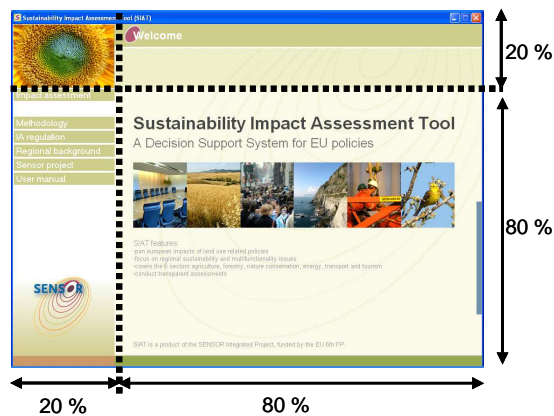 Sustainability Impact Assessment Tool (SIAT)
Welcome
20 %
Impact assessment
Methodology
IA regulation
Regional background
Sensor project
User manual
Sustainability Impact Assessment Tool
A Decision Support System for EU policies
SIAT features:
-pan european impacts of land use related policies
-focus on regional sustainability and multifunctionality issues
-covers the 6 sectors agriculture, forestry, nature conservation, energy, transport and tourism
-conduct transparant assessments
80 %
SENSOR
SIAT is a product of the SENSOR Integrated Project, funded by the EU 6th FP.
20 %
80 %